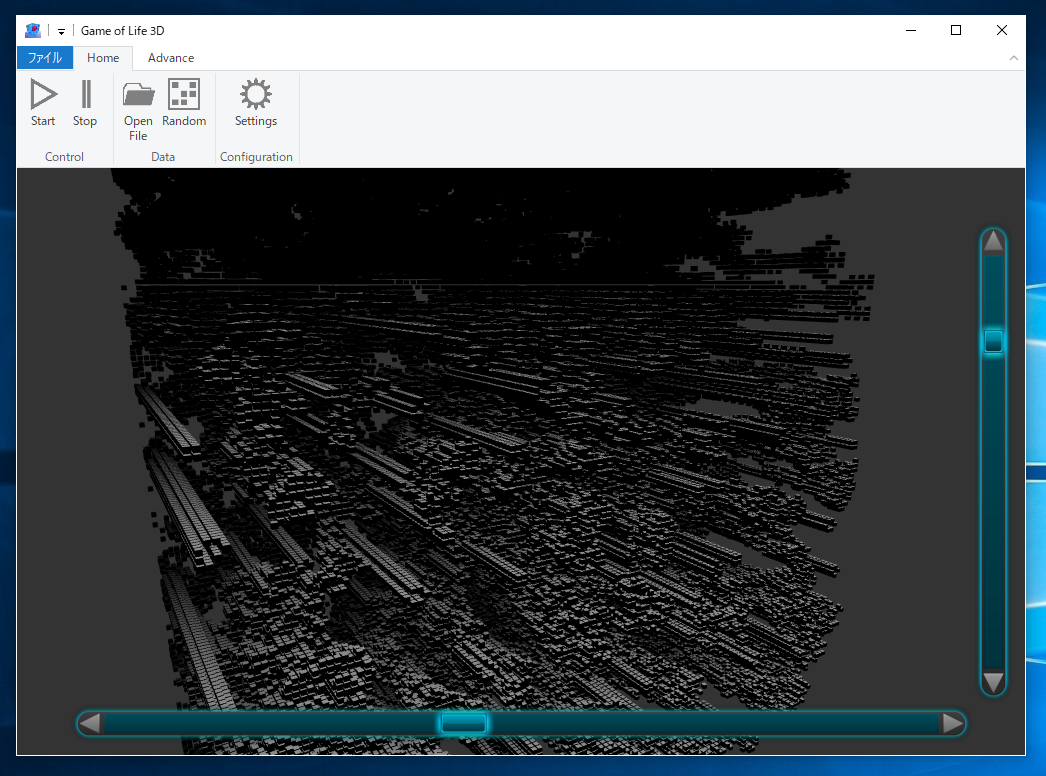 Game of Life 3D
ファイル Home Advance
Start Stop Open File Random Settings
Control Data Configuration